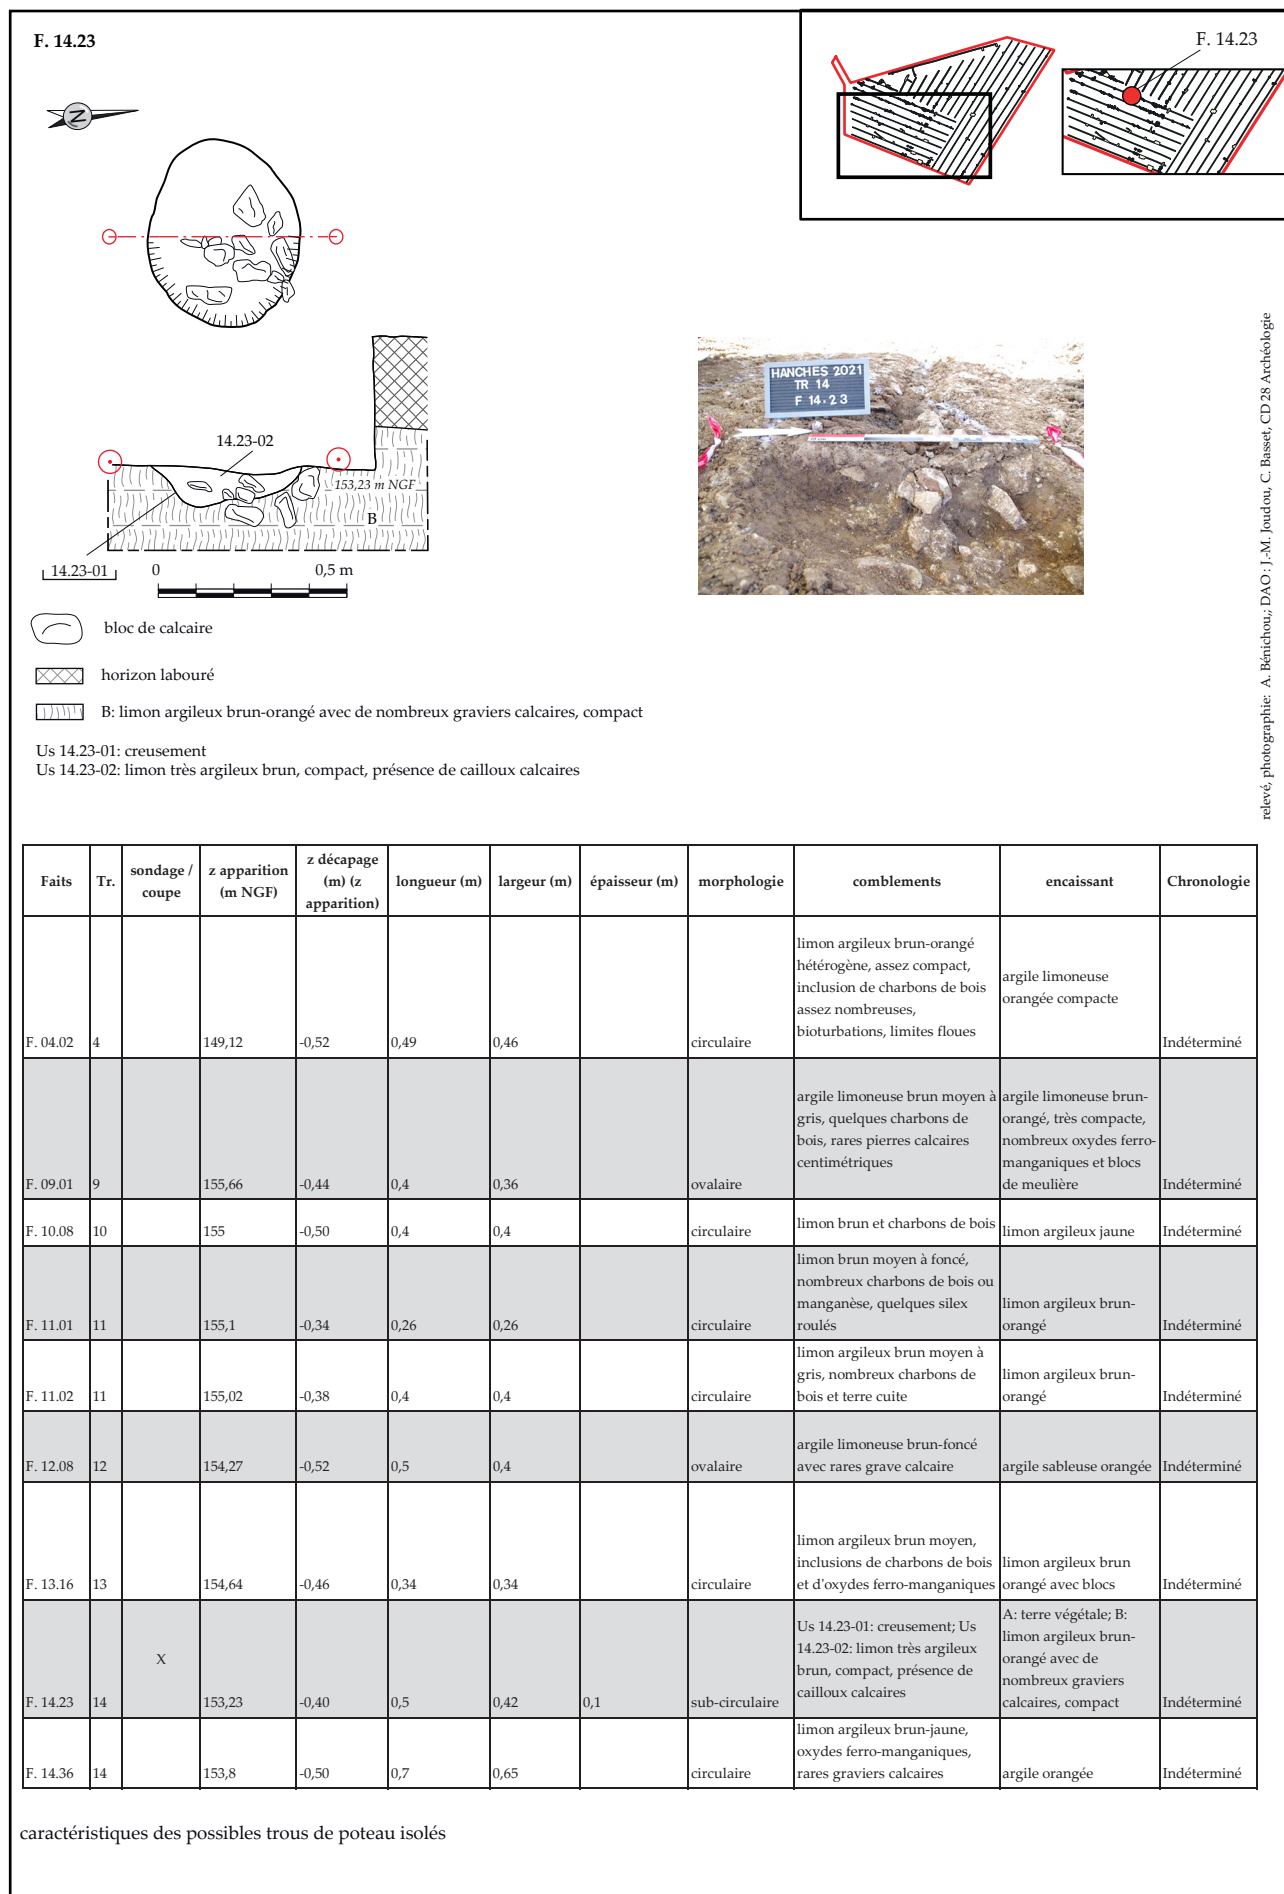 F. 14.23
F. 14.23
N
14.23-02
153,23 m NGF
B
14.23-01
0 0,5 m
HANCHES 2021
TR 14
F 14.23
bloc de calcaire
horizon labouré
B: limon argileux brun-orangé avec de nombreux graviers calcaires, compact
Us 14.23-01: creusement
Us 14.23-02: limon très argileux brun, compact, présence de cailloux calcaires
relevé, photographie: A. Bénichou,; DAO : J.-M. Joudou, C. Basset, CD 28 Archéologie
Faits
Tr.
sondage /
coupe
z apparition
(m NGF)
z décapage
(m) (z
apparition)
longueur (m)
largeur (m)
épaisseur (m)
morphologie
comblements
encaissant
Chronologie
F. 04.02
4
149,12
-0,52
0,49
0,46
circulaire
limon argileux brun-orangé
hétérogène, assez compact,
inclusion de charbons de bois
assez nombreuses,
bioturbations, limites floues
argile limoneuse
orangée compacte
Indéterminé
F. 09.01
9
155,66
-0,44
0,4
0,36
ovalaire
argile limoneuse brun moyen à
gris, quelques charbons de
bois, rares pierres calcaires
centimétriques
argile limoneuse brun-
orangé, très compacte,
nombreux oxydes ferro-
manganiques et blocs
de meulière
Indéterminé
F. 10.08
10
155
-0,50
0,4
0,4
circulaire
limon brun et charbons de bois
limon argileux jaune
Indéterminé
F. 11.01
11
155,1
-0,34
0,26
0,26
circulaire
limon brun moyen à foncé,
nombreux charbons de bois ou
manganèse, quelques silex
roulés
limon argileux brun-
orangé
Indéterminé
F. 11.02
11
155,02
-0,38
0,4
0,4
circulaire
limon argileux brun moyen à
gris, nombreux charbons de
bois et terre cuite
limon argileux brun-
orangé
Indéterminé
F. 12.08
12
154,27
-0,52
0,5
0,4
ovalaire
argile limoneuse brun-foncé
avec rares grave calcaire
argile sableuse orangée
Indéterminé
F. 13.16
13
154,64
-0,46
0,34
0,34
circulaire
limon argileux brun moyen,
inclusions de charbons de bois
et d'oxydes ferro-manganiques
limon argileux brun
orangé avec blocs
Indéterminé
F. 14.23
14
X
153,23
-0,40
0,5
0,42
0,1
sub-circulaire
Us 14.23-01: creusement; Us
14.23-02: limon très argileux
brun, compact, présence de
cailloux calcaires
A: terre végétale; B:
limon argileux brun-
orangé avec de
nombreux graviers
calcaires, compact
Indéterminé
F. 14.36
14
153,8
-0,50
0,7
0,65
circulaire
limon argileux brun-jaune,
oxydes ferro-manganiques,
rares graviers calcaires
argile orangée
Indéterminé
caractéristiques des possibles trous de poteau isolés